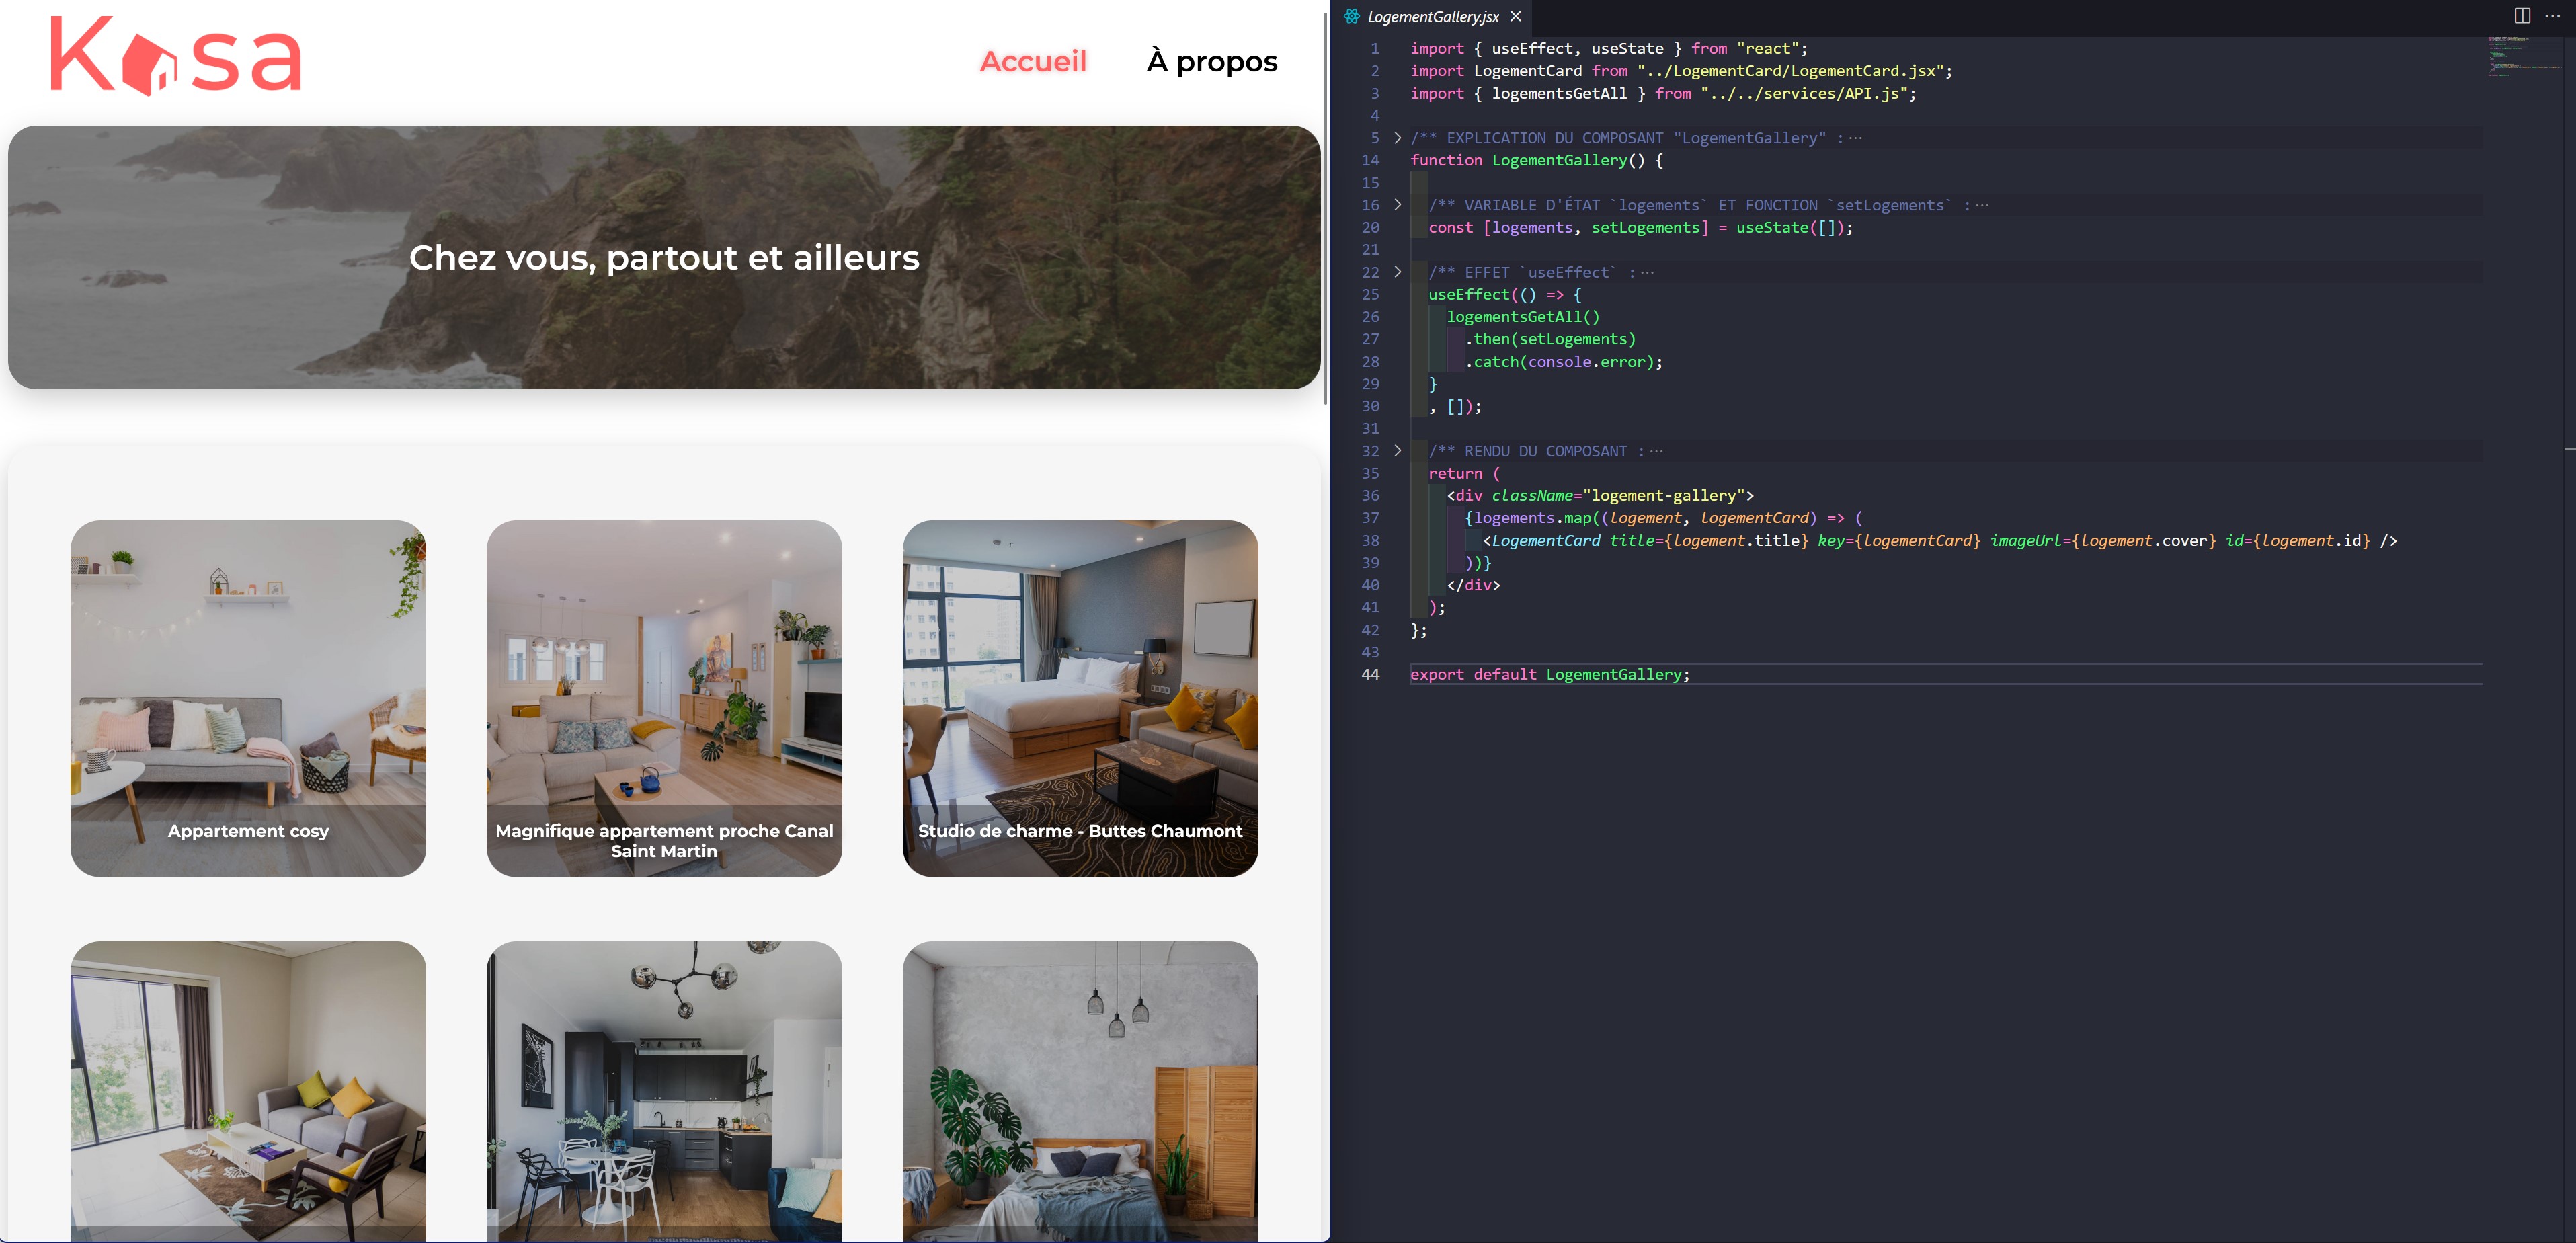 Kasa
Accueil À propos
Chez vous, partout et ailleurs
Appartement cosy
Magnifique appartement proche Canal
Saint Martin
Studio de charme - Buttes Chaumont
LogementGallery.jsx
1 import { useEffect, useState } from "react";
2 import LogementCard from "../LogementCard/LogementCard.jsx";
3 import { logementsGetAll } from "../../services/API.js";
4
5 /** EXPLICATION DU COMPOSANT "LogementGallery" :···
14 function LogementGallery() {
15
16 /** VARIABLE D'ÉTAT `logements` ET FONCTION `setLogements` :···
20 const [logements, setLogements] = useState([]);
21
22 /** EFFET `useEffect` :···
25 useEffect(() => {
26 logementsGetAll()
27 .then(setLogements)
28 .catch(console.error);
29 }
30 , []);
31
32 /** RENDU DU COMPOSANT :···
35 return (
36 <div className="logement-gallery">
37 {logements.map((logement, logementCard) => (
38 <LogementCard title={logement.title} key={logementCard} imageUrl={logement.cover} id={logement.id} />
39 ))}
40 </div>
41 );
42 };
43
44 export default LogementGallery;